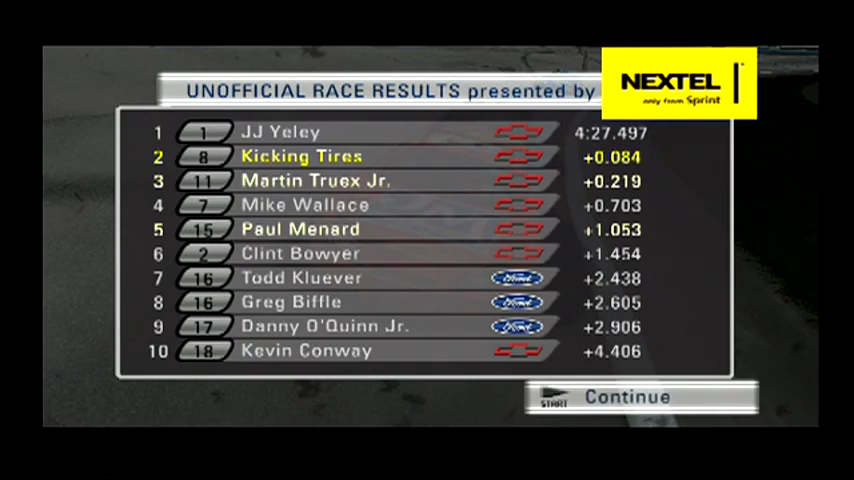 UNOFFICIAL RACE RESULTS presented by
NEXTEL
only from Sprint
1 1 JJ Yeley 4:27.497
2 8 Kicking Tires +0.084
3 11 Martin Truex Jr. +0.219
4 7 Mike Wallace +0.703
5 15 Paul Menard +1.053
6 2 Clint Bowyer +1.454
7 16 Todd Kluever Ford +2.438
8 16 Greg Biffle Ford +2.605
9 17 Danny O'Quinn Jr. Ford +2.906
10 18 Kevin Conway +4.406
START Continue